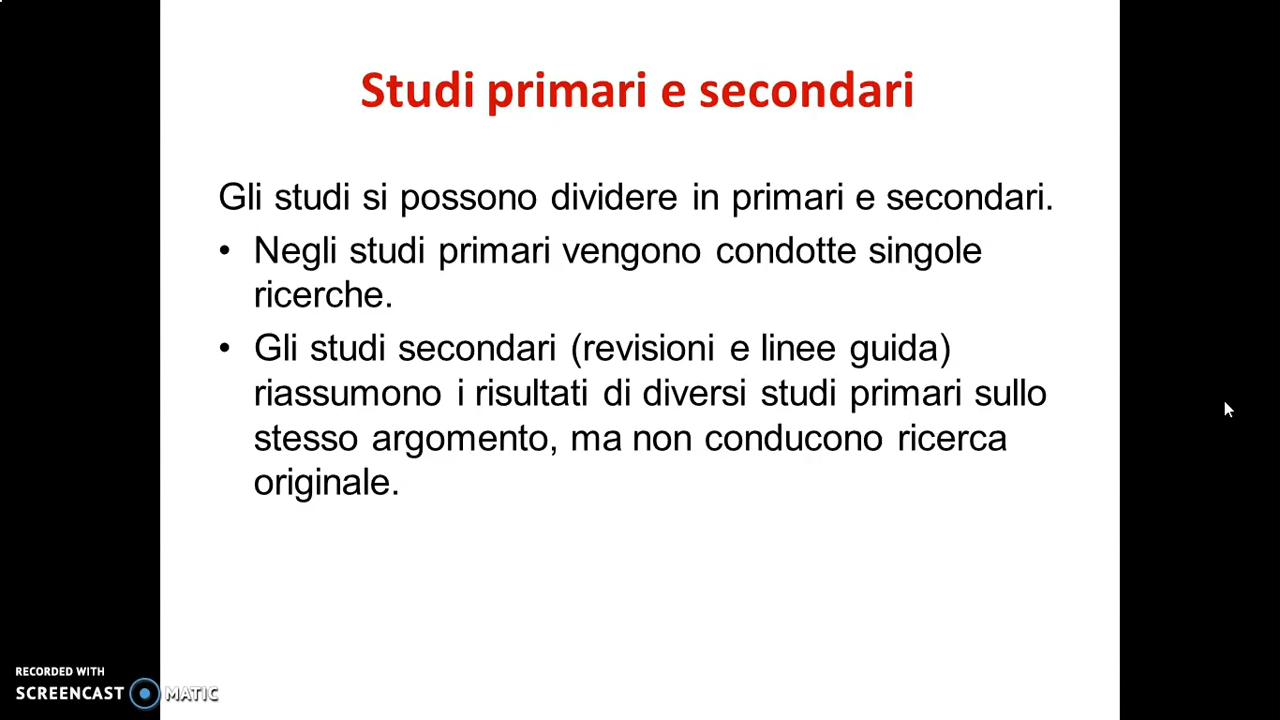 Studi primari e secondari
Gli studi si possono dividere in primari e secondari.
• Negli studi primari vengono condotte singole
ricerche.
• Gli studi secondari (revisioni e linee guida)
riassumono i risultati di diversi studi primari sullo
stesso argomento, ma non conducono ricerca
originale.
RECORDED WITH
SCREENCAST MATIC